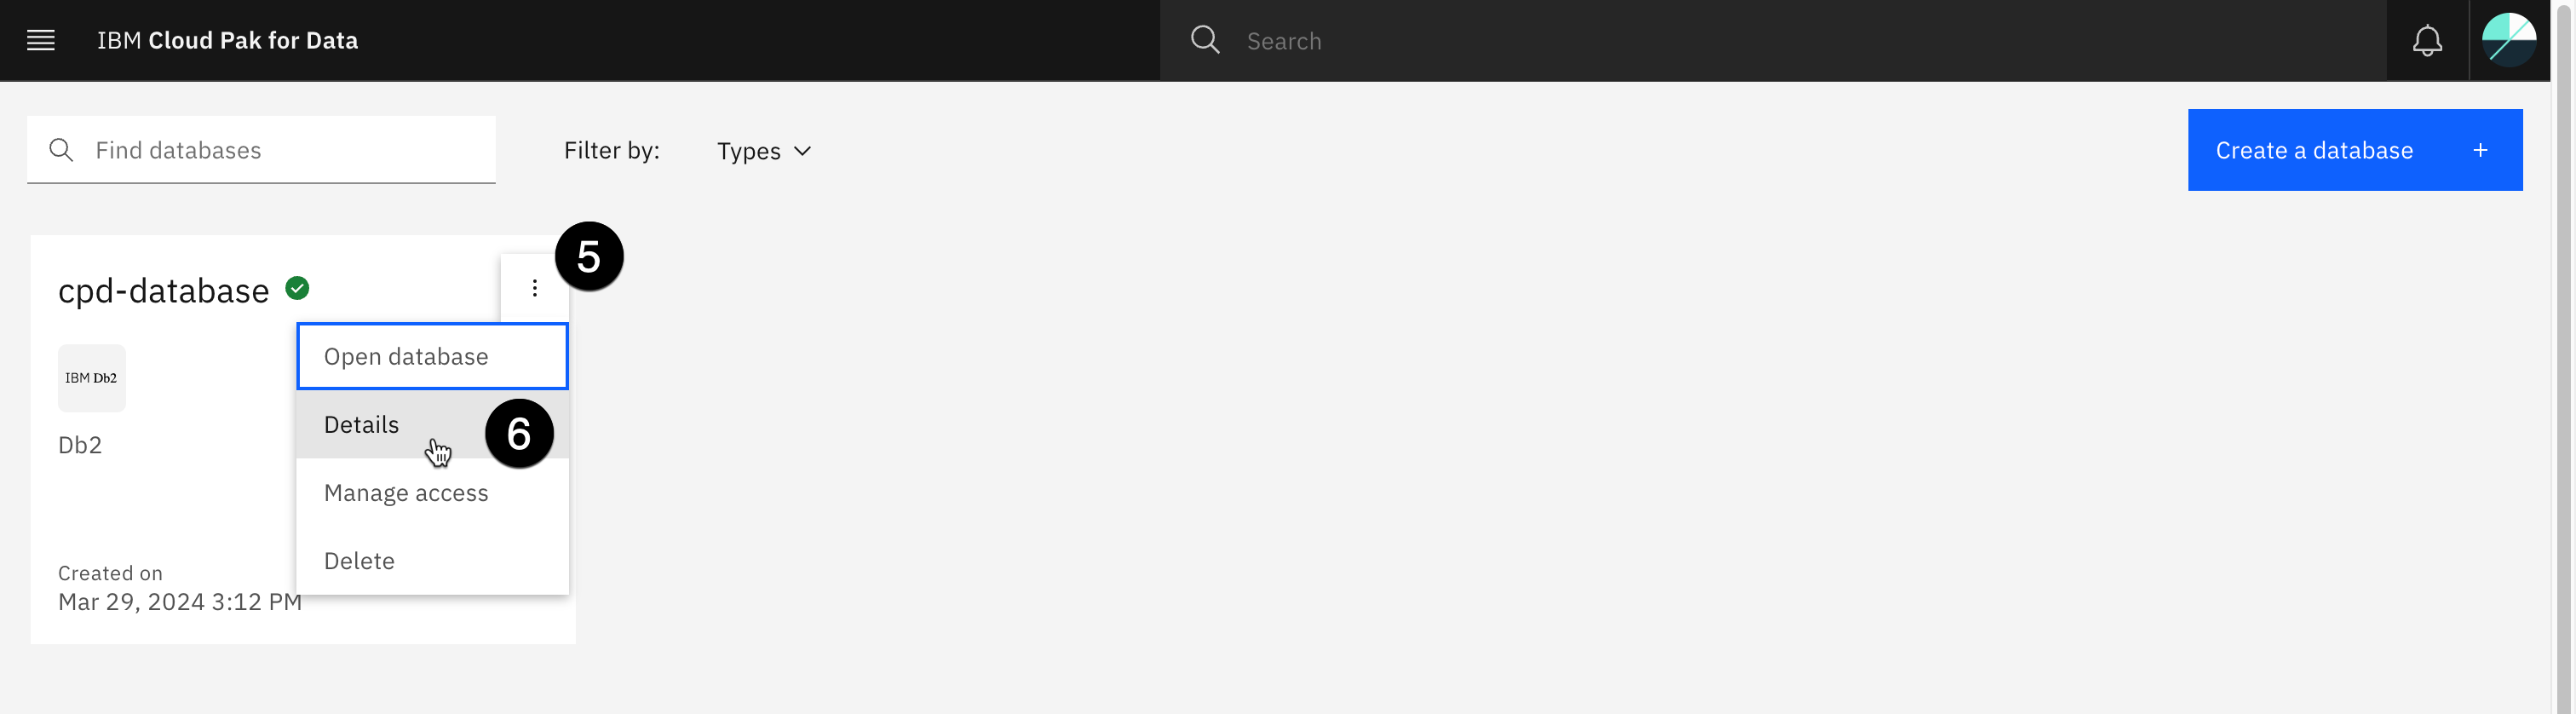 IBM Cloud Pak for Data
Search
Find databases
Filter by:
Types
Create a database +
5
cpd-database
Open database
IBM Db2
Details
6
Db2
Manage access
Delete
Created on
Mar 29, 2024 3:12 PM